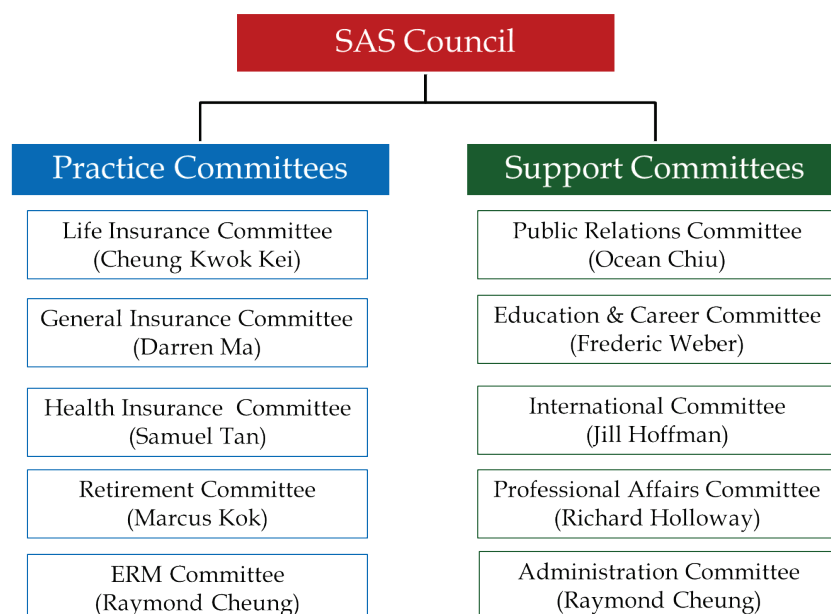 SAS Council
Practice Committees
Life Insurance Committee
(Cheung Kwok Kei)
General Insurance Committee
(Darren Ma)
Health Insurance  Committee
(Samuel Tan)
Retirement Committee
(Marcus Kok)
ERM Committee
(Raymond Cheung)
Support Committees
Public Relations Committee
(Ocean Chiu)
Education & Career Committee
(Frederic Weber)
International Committee
(Jill Hoffman)
Professional Affairs Committee
(Richard Holloway)
Administration Committee
(Raymond Cheung)